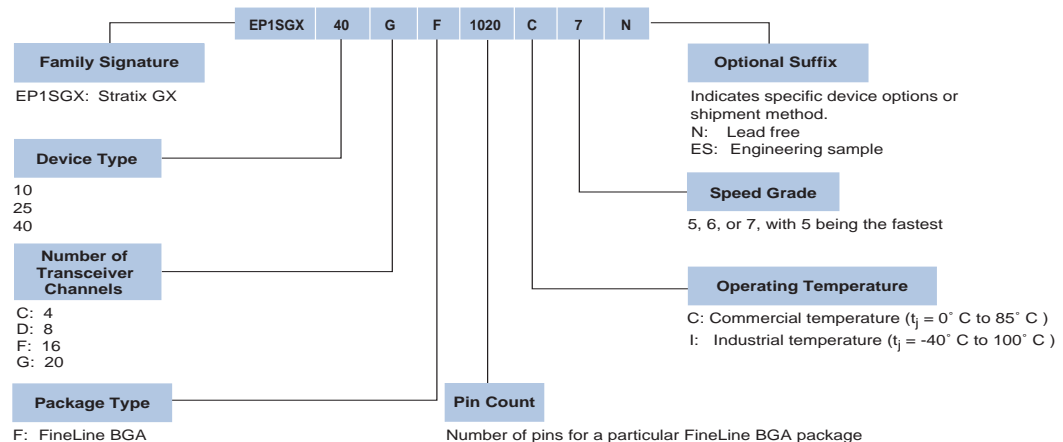 EP1SGX 40 G F 1020 C 7 N
Family Signature
EP1SGX: Stratix GX
Device Type
10
25
40
Number of
Transceiver
Channels
C: 4
D: 8
F: 16
G: 20
Package Type
F: FineLine BGA
Pin Count
Number of pins for a particular FineLine BGA package
Optional Suffix
Indicates specific device options or
shipment method.
N: Lead free
ES: Engineering sample
Speed Grade
5, 6, or 7, with 5 being the fastest
Operating Temperature
C: Commercial temperature (tj = 0˚ C to 85˚ C )
I: Industrial temperature (tj = -40˚ C to 100˚ C )